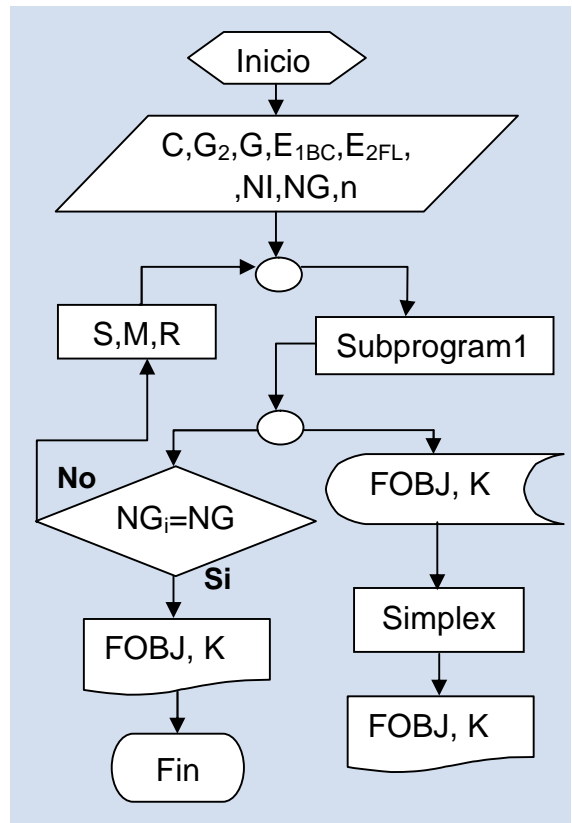 Inicio
C,G₂,G,E₁BC,E₂FL,
,NI,NG,n
S,M,R
Subprogram1
No
NGᵢ=NG
FOBJ, K
Si
Simplex
FOBJ, K
FOBJ, K
Fin